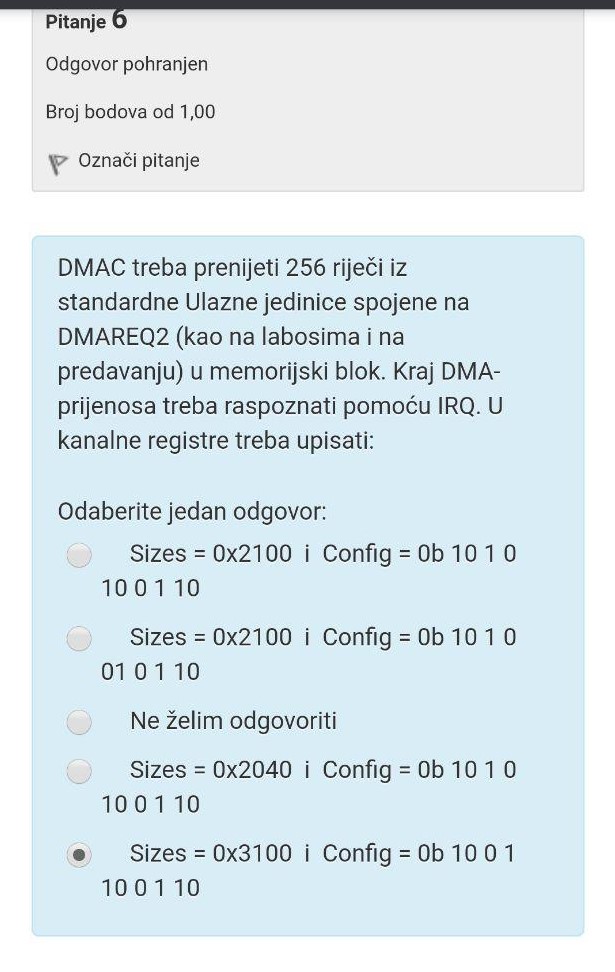 Pitanje 6
Odgovor pohranjen
Broj bodova od 1,00
Označi pitanje
DMAC treba prenijeti 256 riječi iz
standardne Ulazne jedinice spojene na
DMAREQ2 (kao na labosima i na
predavanju) u memorijski blok. Kraj DMA-
prijenosa treba raspoznati pomoću IRQ. U
kanalne registre treba upisati:
Odaberite jedan odgovor:
Sizes = 0x2100 i Config = 0b 10 1 0
10 0 1 10
Sizes = 0x2100 i Config = 0b 10 1 0
01 0 1 10
Ne želim odgovoriti
Sizes = 0x2040 i Config = 0b 10 1 0
10 0 1 10
Sizes = 0x3100 i Config = 0b 10 0 1
10 0 1 10